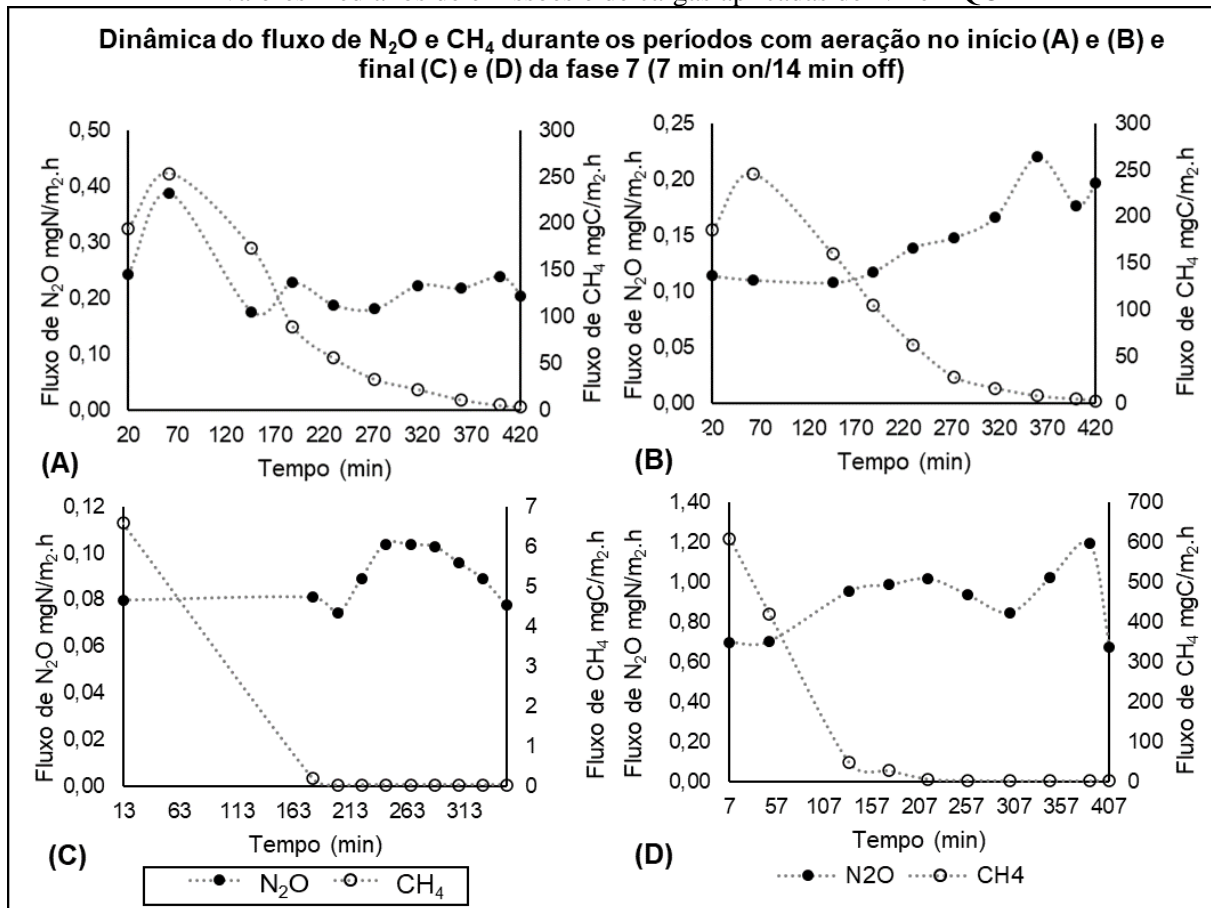 Dinâmica do fluxo de N₂O e CH₄ durante os períodos com aeração no início (A) e (B) e
final (C) e (D) da fase 7 (7 min on/14 min off)
Fluxo de N₂O mgN/m₂.h
0,50
0,40
0,30
0,20
0,10
0,00
300
250
200
150
100
50
0
Fluxo de CH₄ mgC/m₂.h
20 70 120 170 220 270 320 370 420
Tempo (min)
(A)
Fluxo de N₂O mgN/m₂.h
0,25
0,20
0,15
0,10
0,05
0,00
300
250
200
150
100
50
0
Fluxo de CH₄ mgC/m₂.h
20 70 120 170 220 270 320 370 420
Tempo (min)
(B)
Fluxo de N₂O mgN/m₂.h
0,12
0,10
0,08
0,06
0,04
0,02
0,00
7
6
5
4
3
2
1
0
Fluxo de CH₄ mgC/m₂.h
13 63 113 163 213 263 313
Tempo (min)
(C)
Fluxo de N₂O mgN/m₂.h
1,40
1,20
1,00
0,80
0,60
0,40
0,20
0,00
700
600
500
400
300
200
100
0
Fluxo de CH₄ mgC/m₂.h
7 57 107 157 207 257 307 357 407
Tempo (min)
(D)
N₂O CH₄
N2O CH4